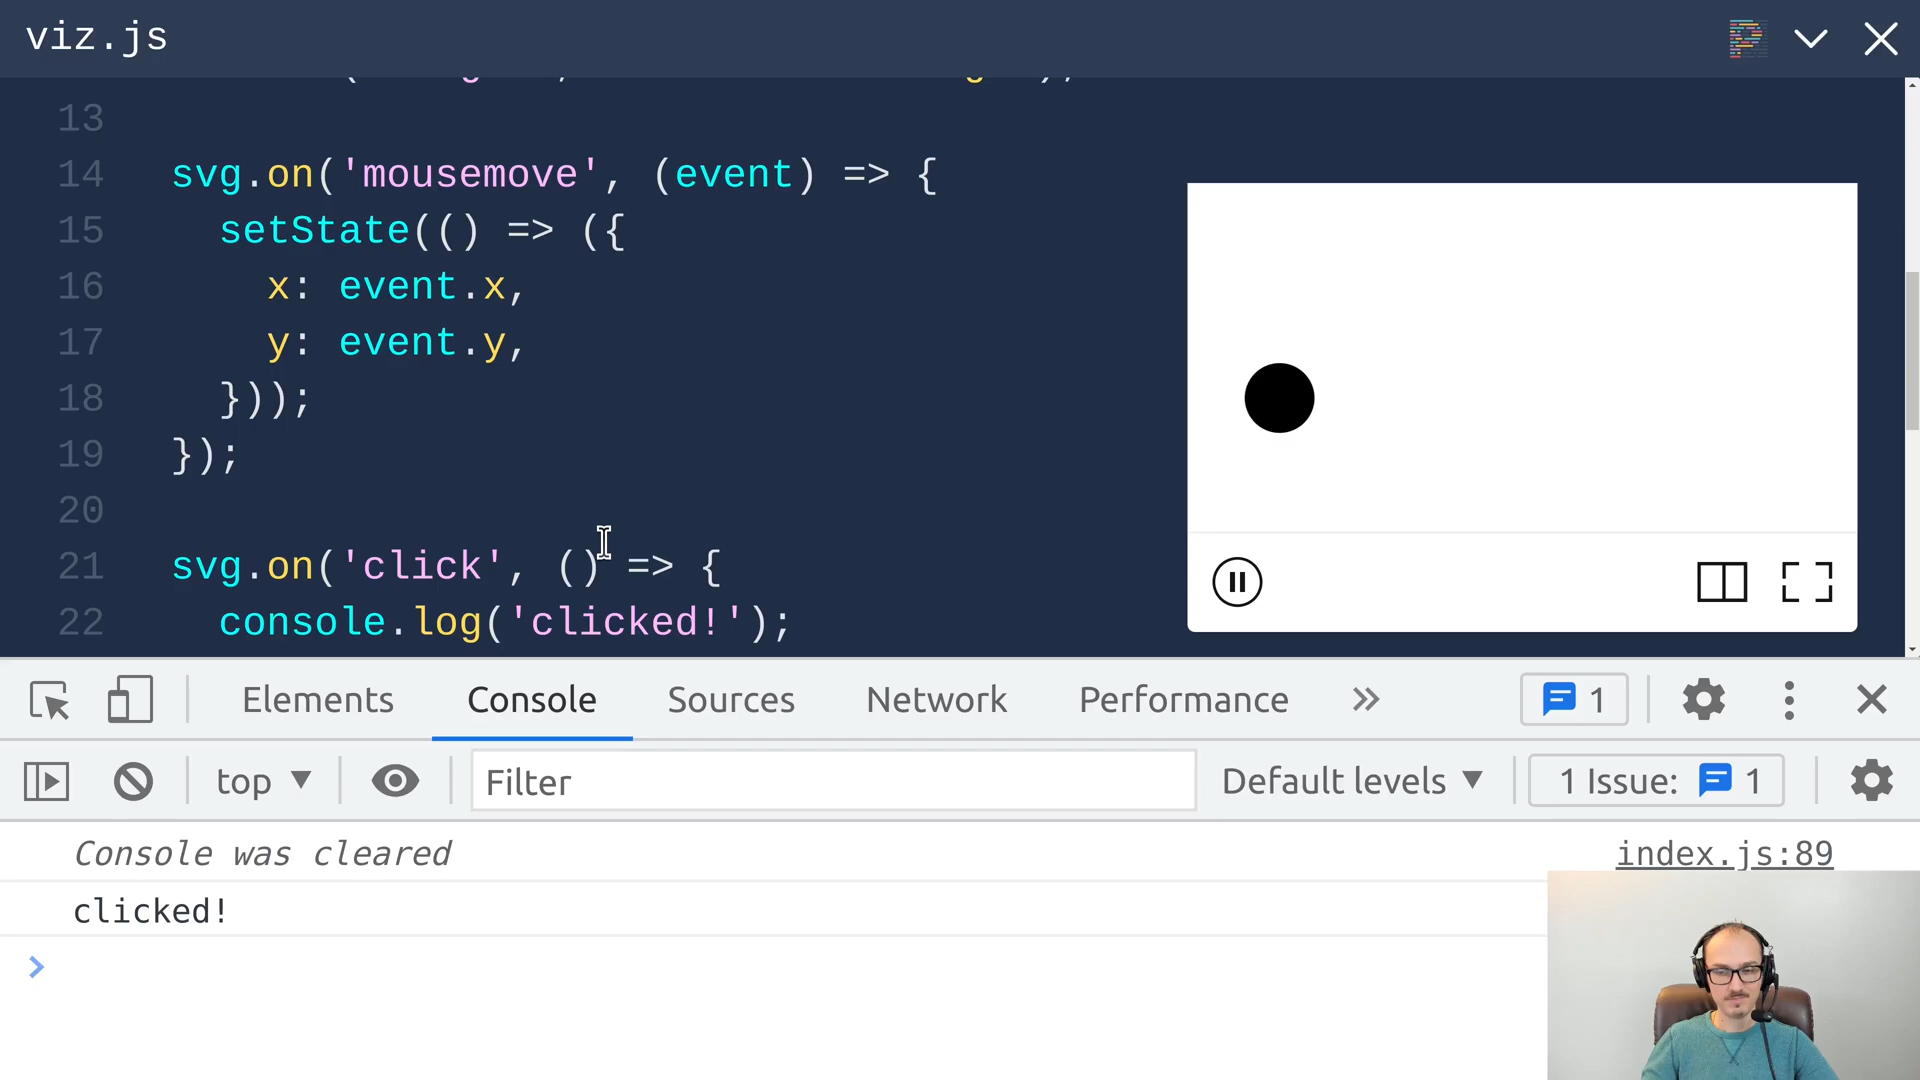 viz.js
13
14 svg.on('mousemove', (event) => {
15 setState(() => ({
16 x: event.x,
17 y: event.y,
18 }));
19 });
20
21 svg.on('click', () => {
22 console.log('clicked!');
Elements Console Sources Network Performance 1
top Filter Default levels 1 Issue: 1
Console was cleared index.js:89
clicked!